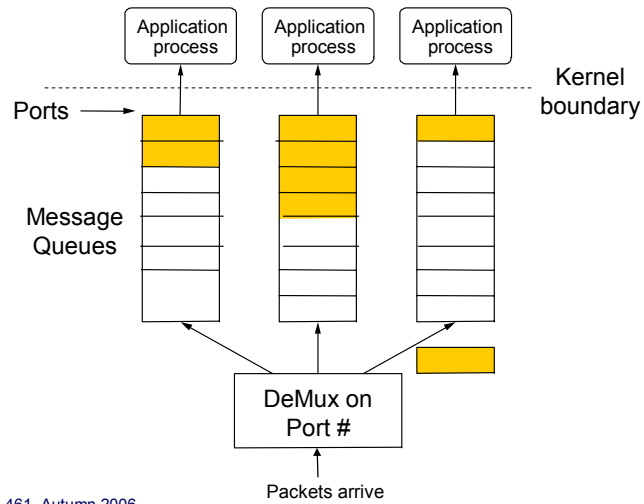 Application
process
Application
process
Application
process
Kernel
boundary
Ports
Message
Queues
DeMux on
Port #
Packets arrive
461, Autumn 2006